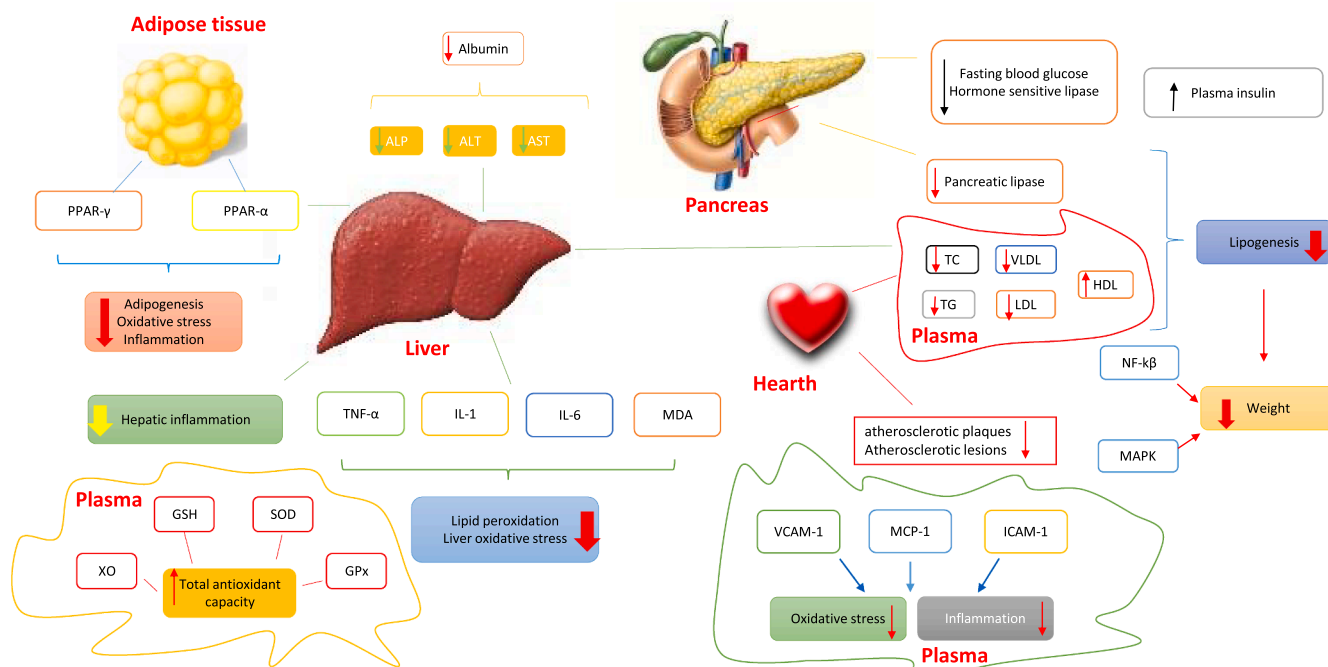 Adipose tissue
Albumin
ALP
ALT
AST
PPAR-γ
PPAR-α
Adipogenesis
Oxidative stress
Inflammation
Liver
Hepatic inflammation
TNF-α
IL-1
IL-6
MDA
Lipid peroxidation
Liver oxidative stress
Plasma
GSH
SOD
XO
GPx
Total antioxidant
capacity
Pancreas
Fasting blood glucose
Hormone sensitive lipase
Plasma insulin
Pancreatic lipase
TC
VLDL
HDL
TG
LDL
Plasma
Lipogenesis
Hearth
NF-kβ
Weight
MAPK
atherosclerotic plaques
Atherosclerotic lesions
VCAM-1
MCP-1
ICAM-1
Oxidative stress
Inflammation
Plasma